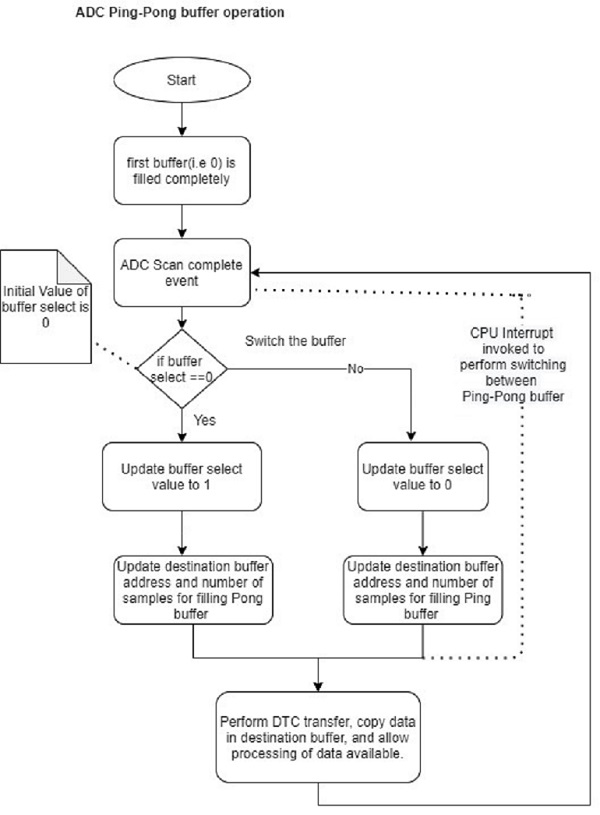 ADC Ping-Pong buffer operation
Start
first buffer(i.e 0) is
filled completely
ADC Scan complete
event
Initial Value of
buffer select is
0
Switch the buffer
if buffer
select ==0
No
Yes
CPU Interrupt
invoked to
perform switching
between
Ping-Pong buffer
Update buffer select
value to 1
Update buffer select
value to 0
Update destination buffer
address and number of
samples for filling Pong
buffer
Update destination buffer
address and number of
samples for filling Ping
buffer
Perform DTC transfer, copy data
in destination buffer, and allow
processing of data available.